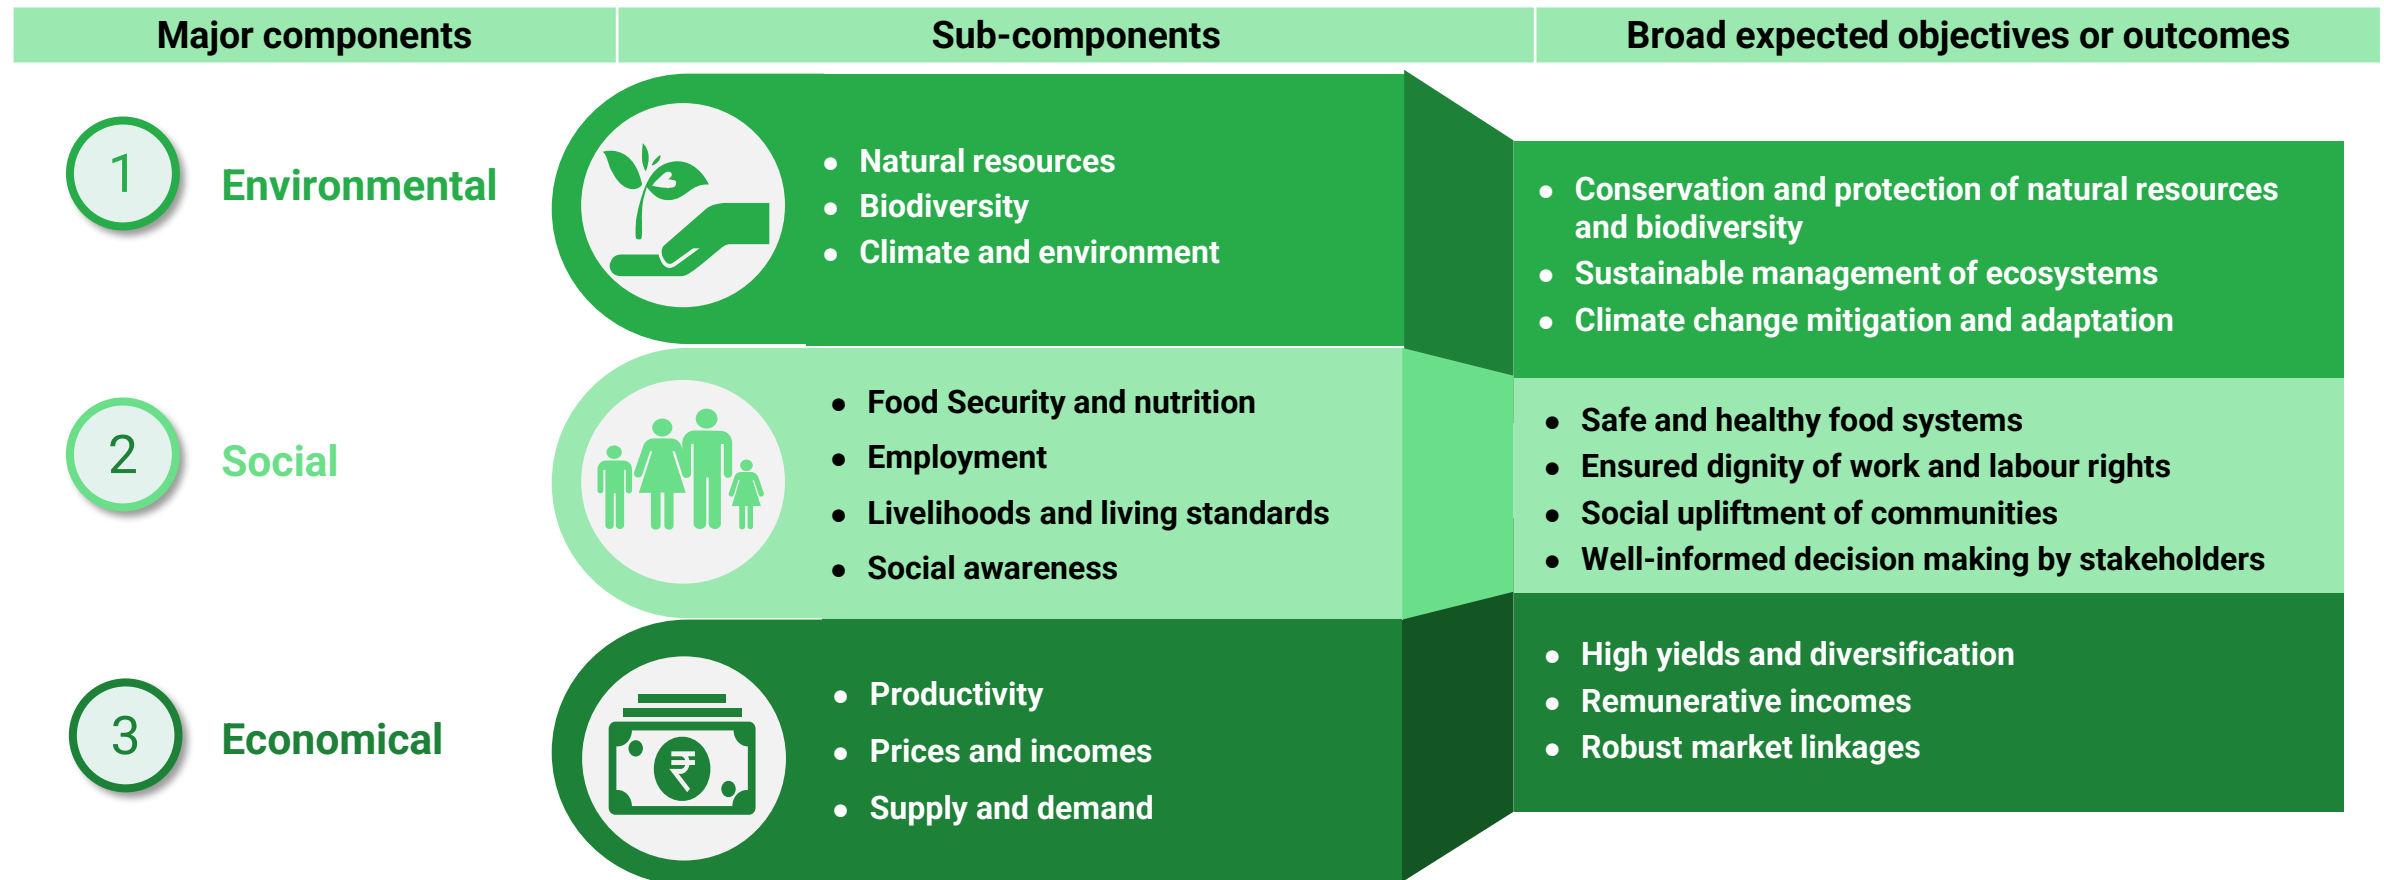 Major components
Sub-components
Broad expected objectives or outcomes
1
Environmental
● Natural resources
● Biodiversity
● Climate and environment
● Conservation and protection of natural resources
and biodiversity
● Sustainable management of ecosystems
● Climate change mitigation and adaptation
2
Social
● Food Security and nutrition
● Employment
● Livelihoods and living standards
● Social awareness
● Safe and healthy food systems
● Ensured dignity of work and labour rights
● Social upliftment of communities
● Well-informed decision making by stakeholders
3
Economical
₹
● Productivity
● Prices and incomes
● Supply and demand
● High yields and diversification
● Remunerative incomes
● Robust market linkages